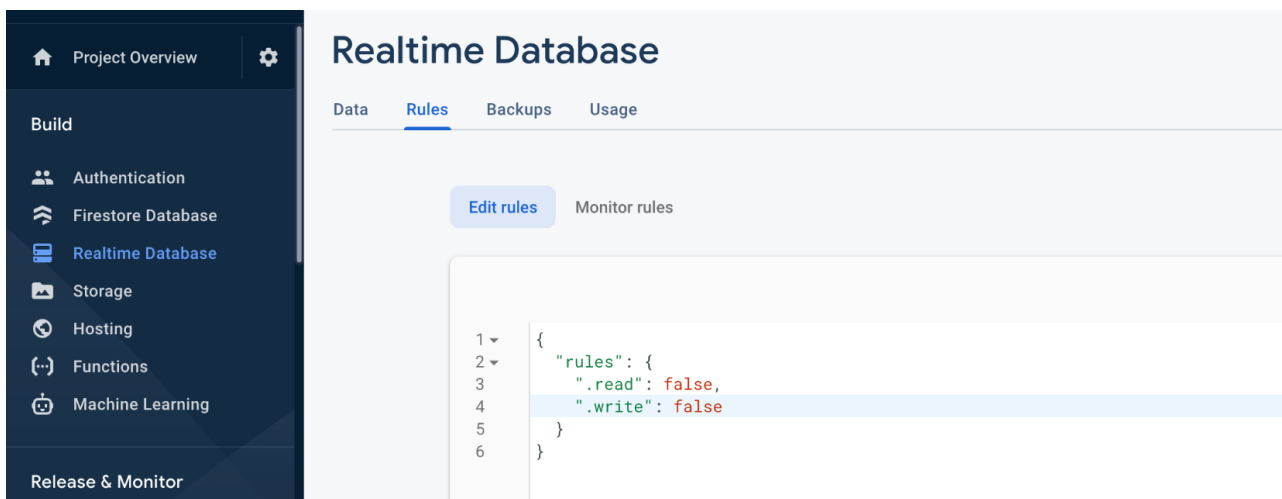 Project Overview
Build
Authentication
Firestore Database
Realtime Database
Storage
Hosting
Functions
Machine Learning
Release & Monitor
Realtime Database
Data Rules Backups Usage
Edit rules Monitor rules
1 {
2 "rules": {
3 ".read": false,
4 ".write": false
5 }
6 }